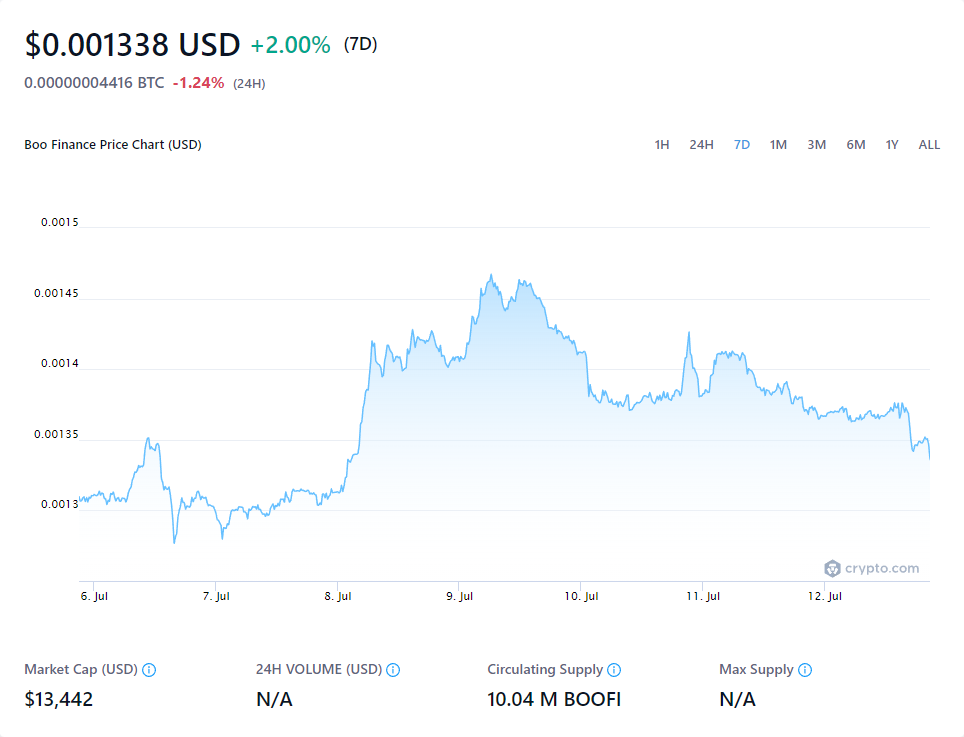 $0.001338 USD +2.00% (7D)
0.00000004416 BTC -1.24% (24H)
Boo Finance Price Chart (USD) 1H 24H 7D 1M 3M 6M 1Y ALL
0.0015
0.00145
0.0014
0.00135
0.0013
crypto.com
6. Jul 7. Jul 8. Jul 9. Jul 10. Jul 11. Jul 12. Jul
Market Cap (USD) 24H VOLUME (USD) Circulating Supply Max Supply
$13,442 N/A 10.04 M BOOFI N/A